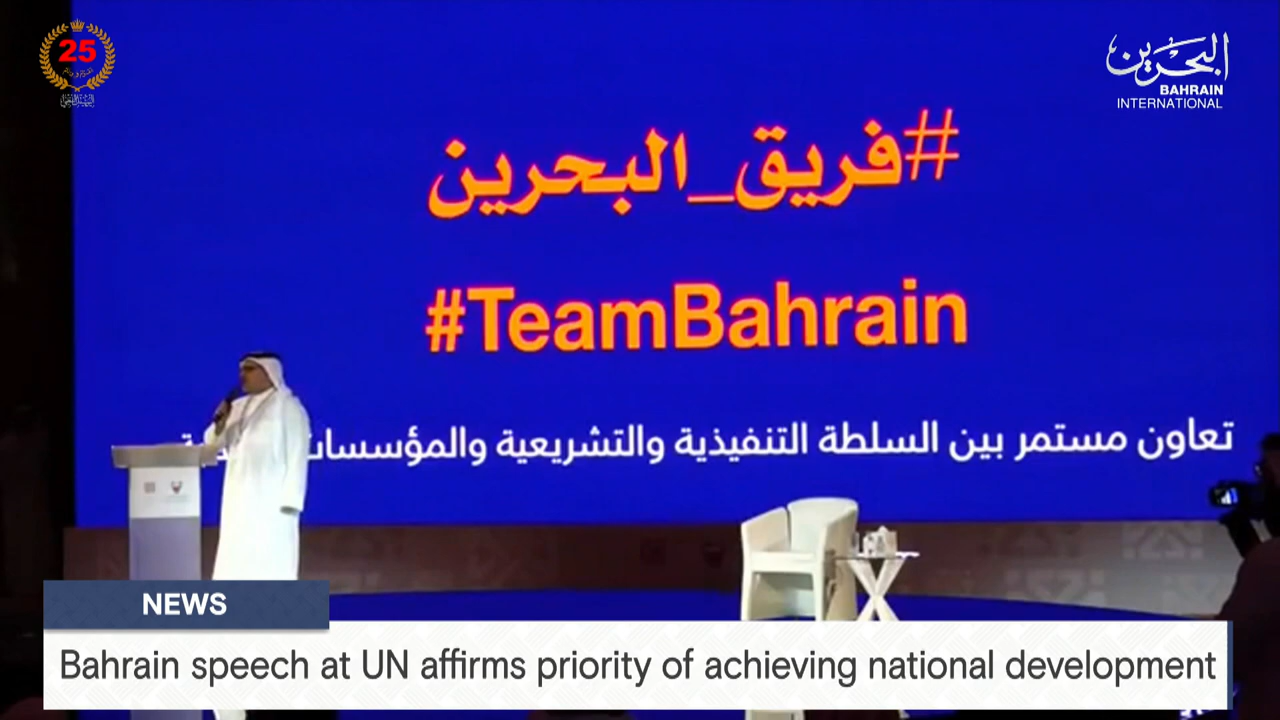 25
البحرين
BAHRAIN
INTERNATIONAL
#فريق_البحرين
#TeamBahrain
تعاون مستمر بين السلطة التنفيذية والتشريعية والمؤسسات
NEWS
Bahrain speech at UN affirms priority of achieving national development